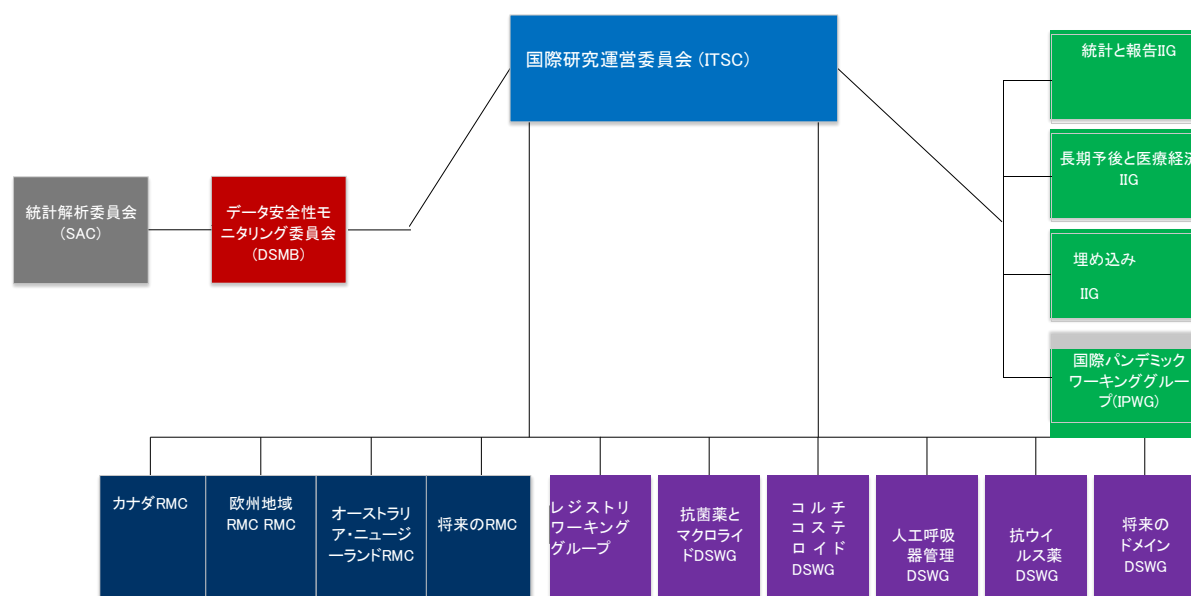 国際研究運営委員会 (ITSC)
統計と報告IIG
長期予後と医療経済
IIG
埋め込み
IIG
国際パンデミック
ワーキンググルー
プ(IPWG)
統計解析委員会
(SAC)
データ安全性モ
ニタリング委員会
(DSMB)
カナダRMC
欧州地域
RMC RMC
オーストラリ
ア・ニュージ
ーランドRMC
将来のRMC
レジストリ
ワーキング
グループ
抗菌薬と
マクロライ
ドDSWG
コルチ
コステ
ロイド
DSWG
人工呼吸
器管理
DSWG
抗ウイ
ルス薬
DSWG
将来の
ドメイン
DSWG